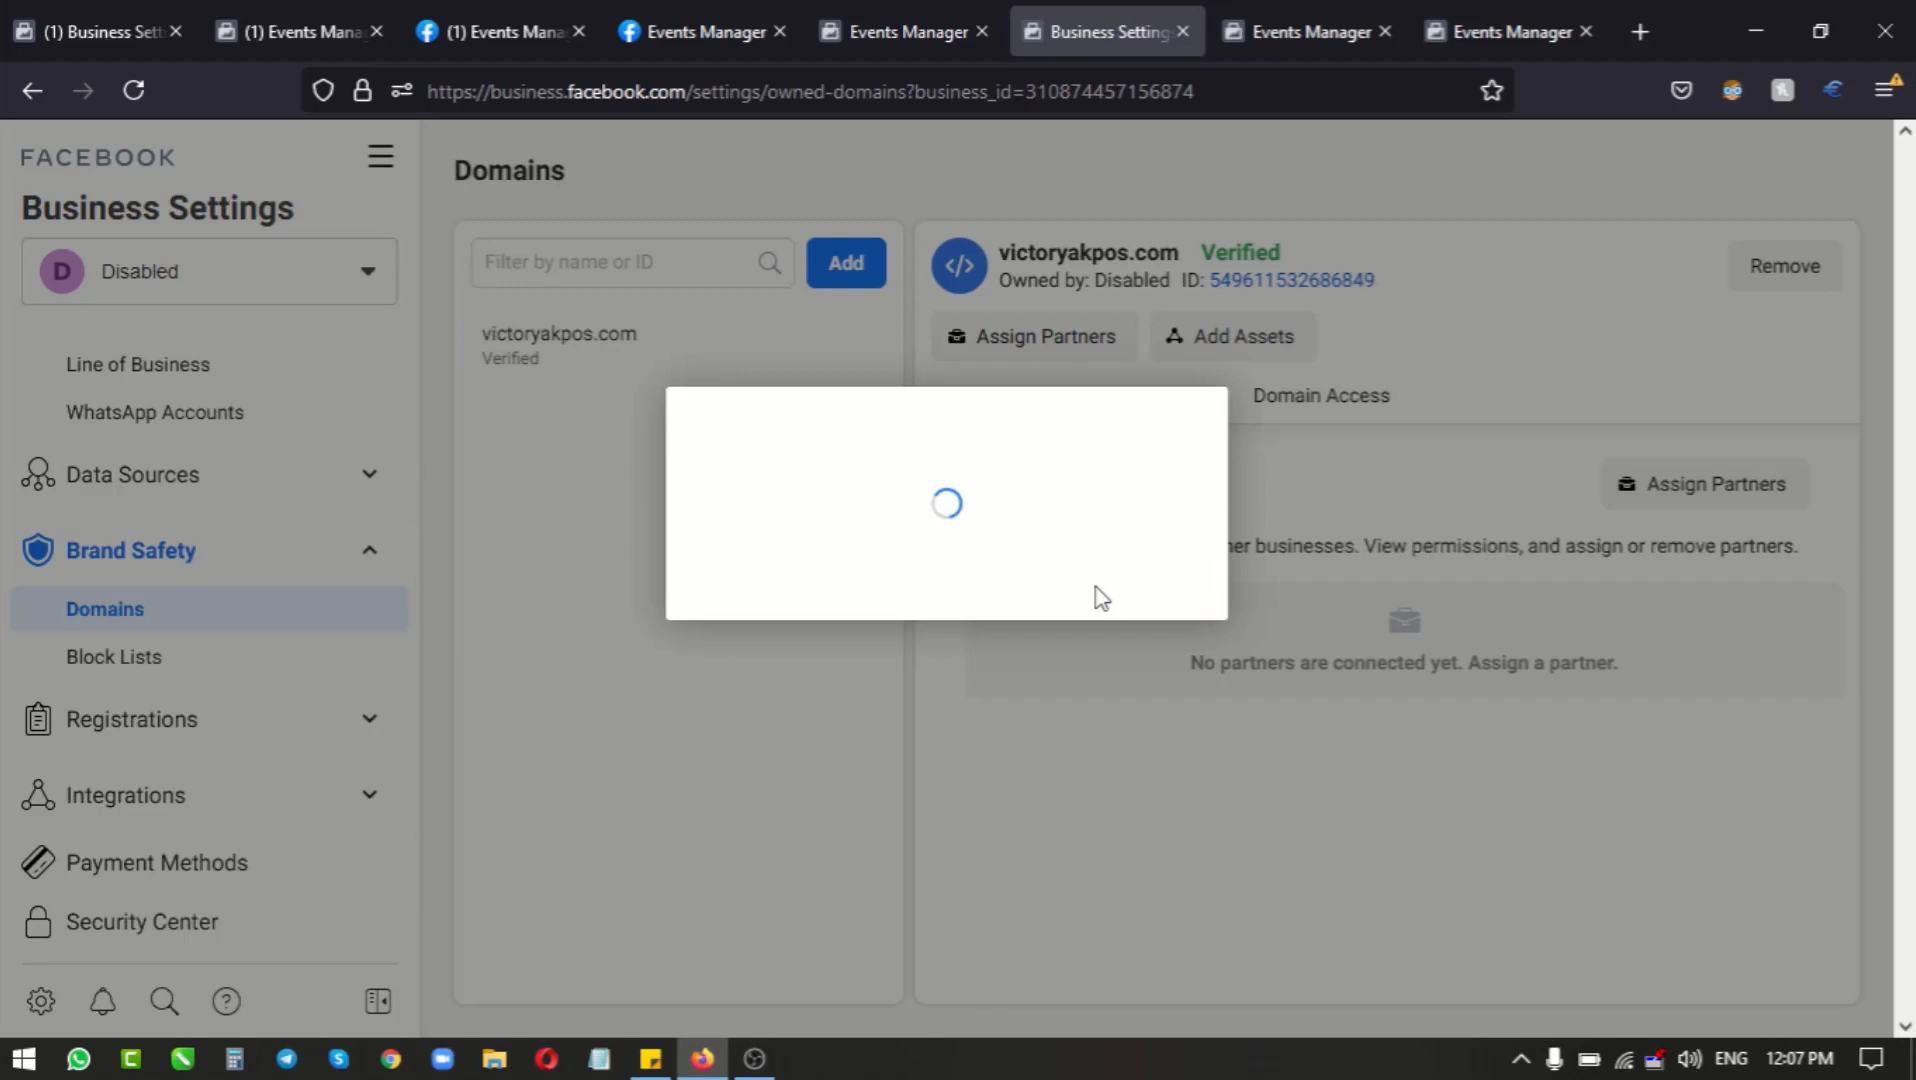 (1) Business Sett
(1) Events Mana
(1) Events Mana
Events Manager
Events Manager
Business Setting
Events Manager
Events Manager
https://business.facebook.com/settings/owned-domains?business_id=310874457156874
FACEBOOK
Business Settings
D
Disabled
Line of Business
WhatsApp Accounts
Data Sources
Brand Safety
Domains
Block Lists
Registrations
Integrations
Payment Methods
Security Center
Domains
Filter by name or ID
Add
victoryakpos.com
Verified
victoryakpos.com Verified
Owned by: Disabled ID: 549611532686849
Remove
Assign Partners
Add Assets
Domain Access
Assign Partners
er businesses. View permissions, and assign or remove partners.
No partners are connected yet. Assign a partner.
ENG
12:07 PM